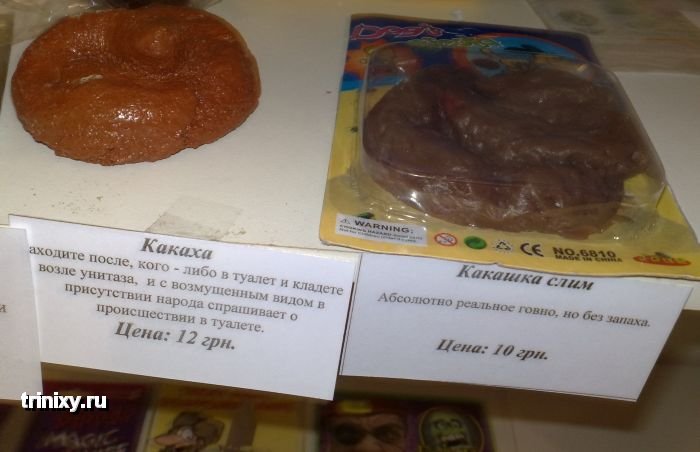 Dog's
WARNING:
CE NO.6810
MADE IN CHINA
Какаха
аходите после, кого - либо в туалет и кладете
возле унитаза, и с возмущенным видом в
присутствии народа спрашивает о
происшествии в туалете.
Цена: 12 грн.
Какашка слим
Абсолютно реальное говно, но без запаха.
Цена: 10 грн.
и
trinixy.ru
MAGIC